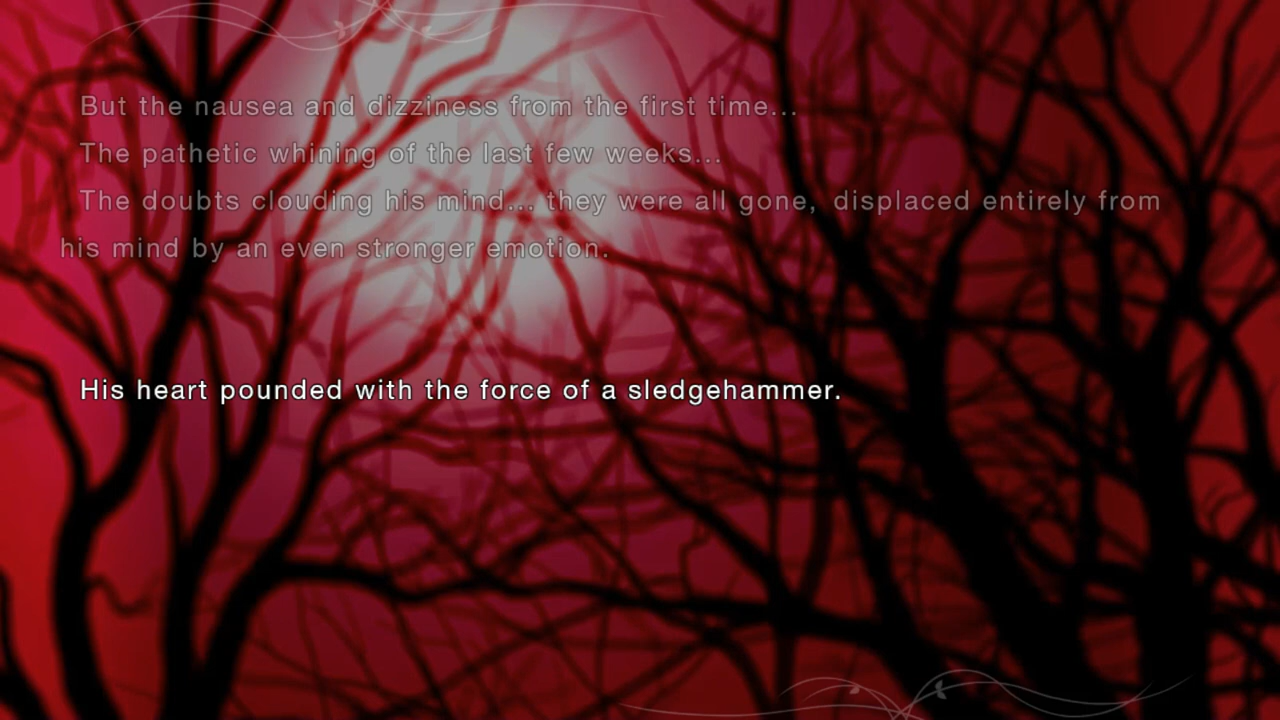 But the nausea and dizziness from the first time...
The pathetic whining of the last few weeks...
The doubts clouding his mind... they were all gone, displaced entirely from
his mind by an even stronger emotion.
His heart pounded with the force of a sledgehammer.